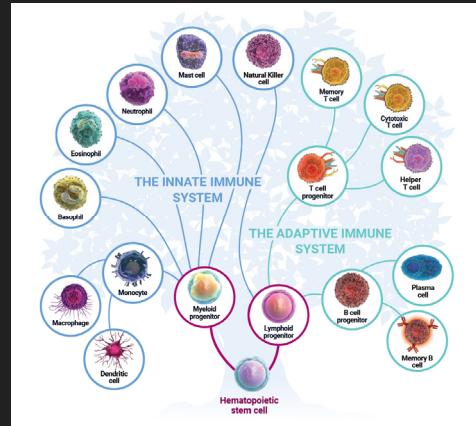 Mast cell
Natural Killer
cell
Neutrophil
Memory
T cell
Cytotoxic
T cell
Eosinophil
Helper
T cell
T cell
progenitor
THE INNATE IMMUNE
SYSTEM
Basophil
THE ADAPTIVE IMMUNE
SYSTEM
Monocyte
Plasma
cell
Macrophage
Myeloid
progenitor
Lymphoid
progenitor
B cell
progenitor
Memory B
cell
Dendritic
cell
Hematopoietic
stem cell